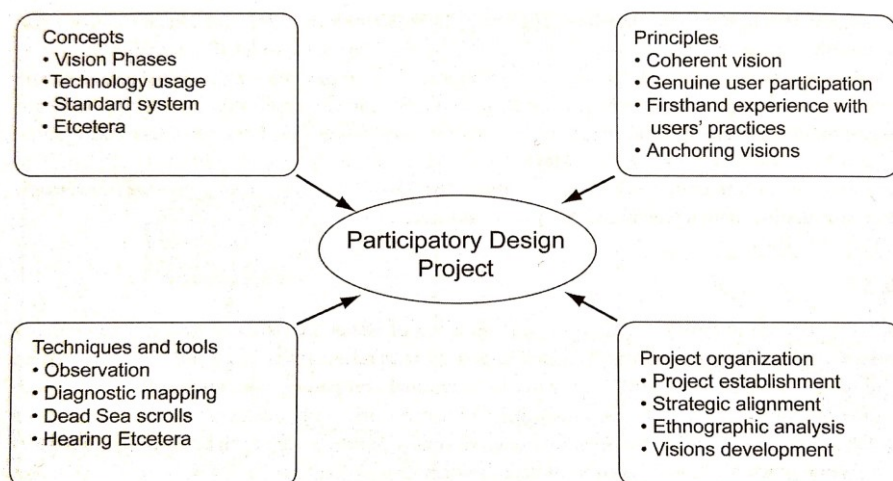 Concepts
• Vision Phases
•Technology usage
• Standard system
• Etcetera
Principles
• Coherent vision
• Genuine user participation
• Firsthand experience with
users' practices
• Anchoring visions
Participatory Design
Project
Techniques and tools
• Observation
• Diagnostic mapping
• Dead Sea scrolls
• Hearing Etcetera
Project organization
• Project establishment
• Strategic alignment
• Ethnographic analysis
• Visions development